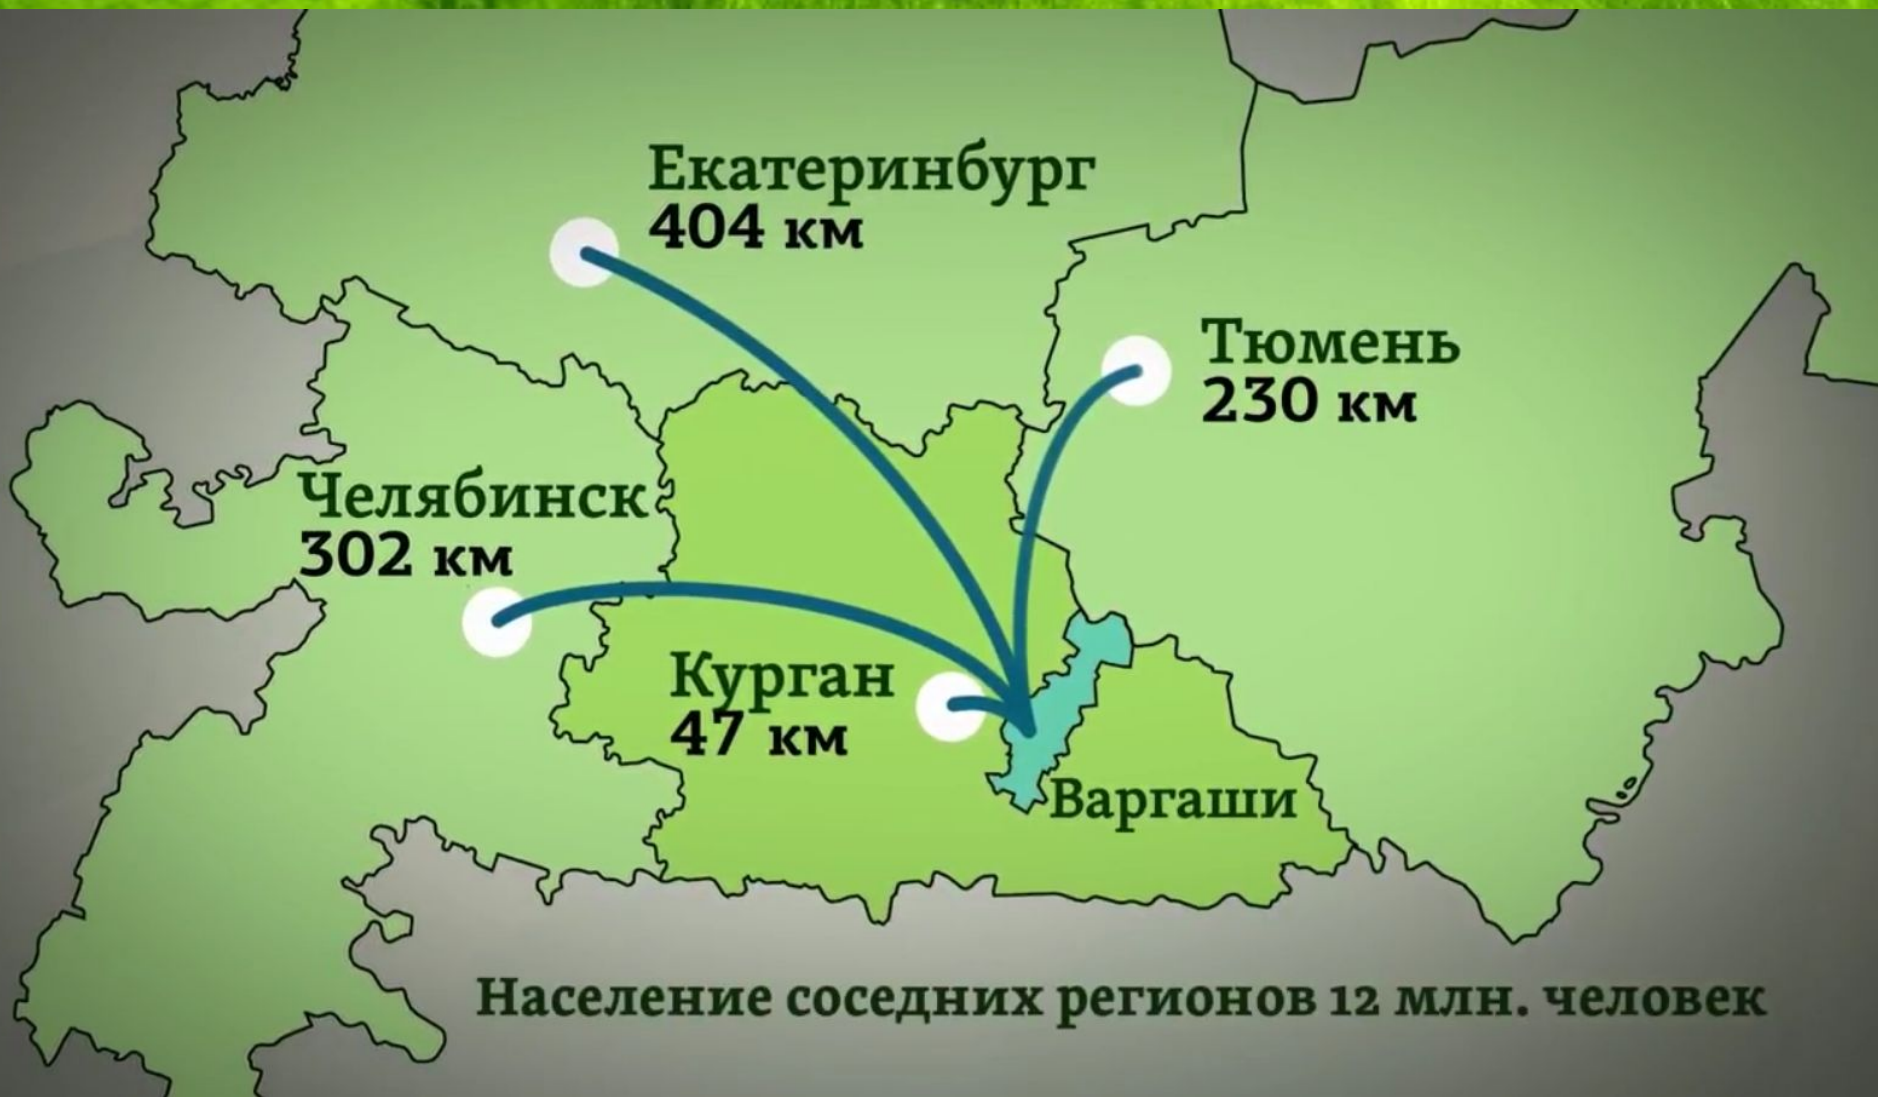 Екатеринбург
404 км
Тюмень
230 км
Челябинск
302 км
Курган
47 км
Варгаши
Население соседних регионов 12 млн. человек